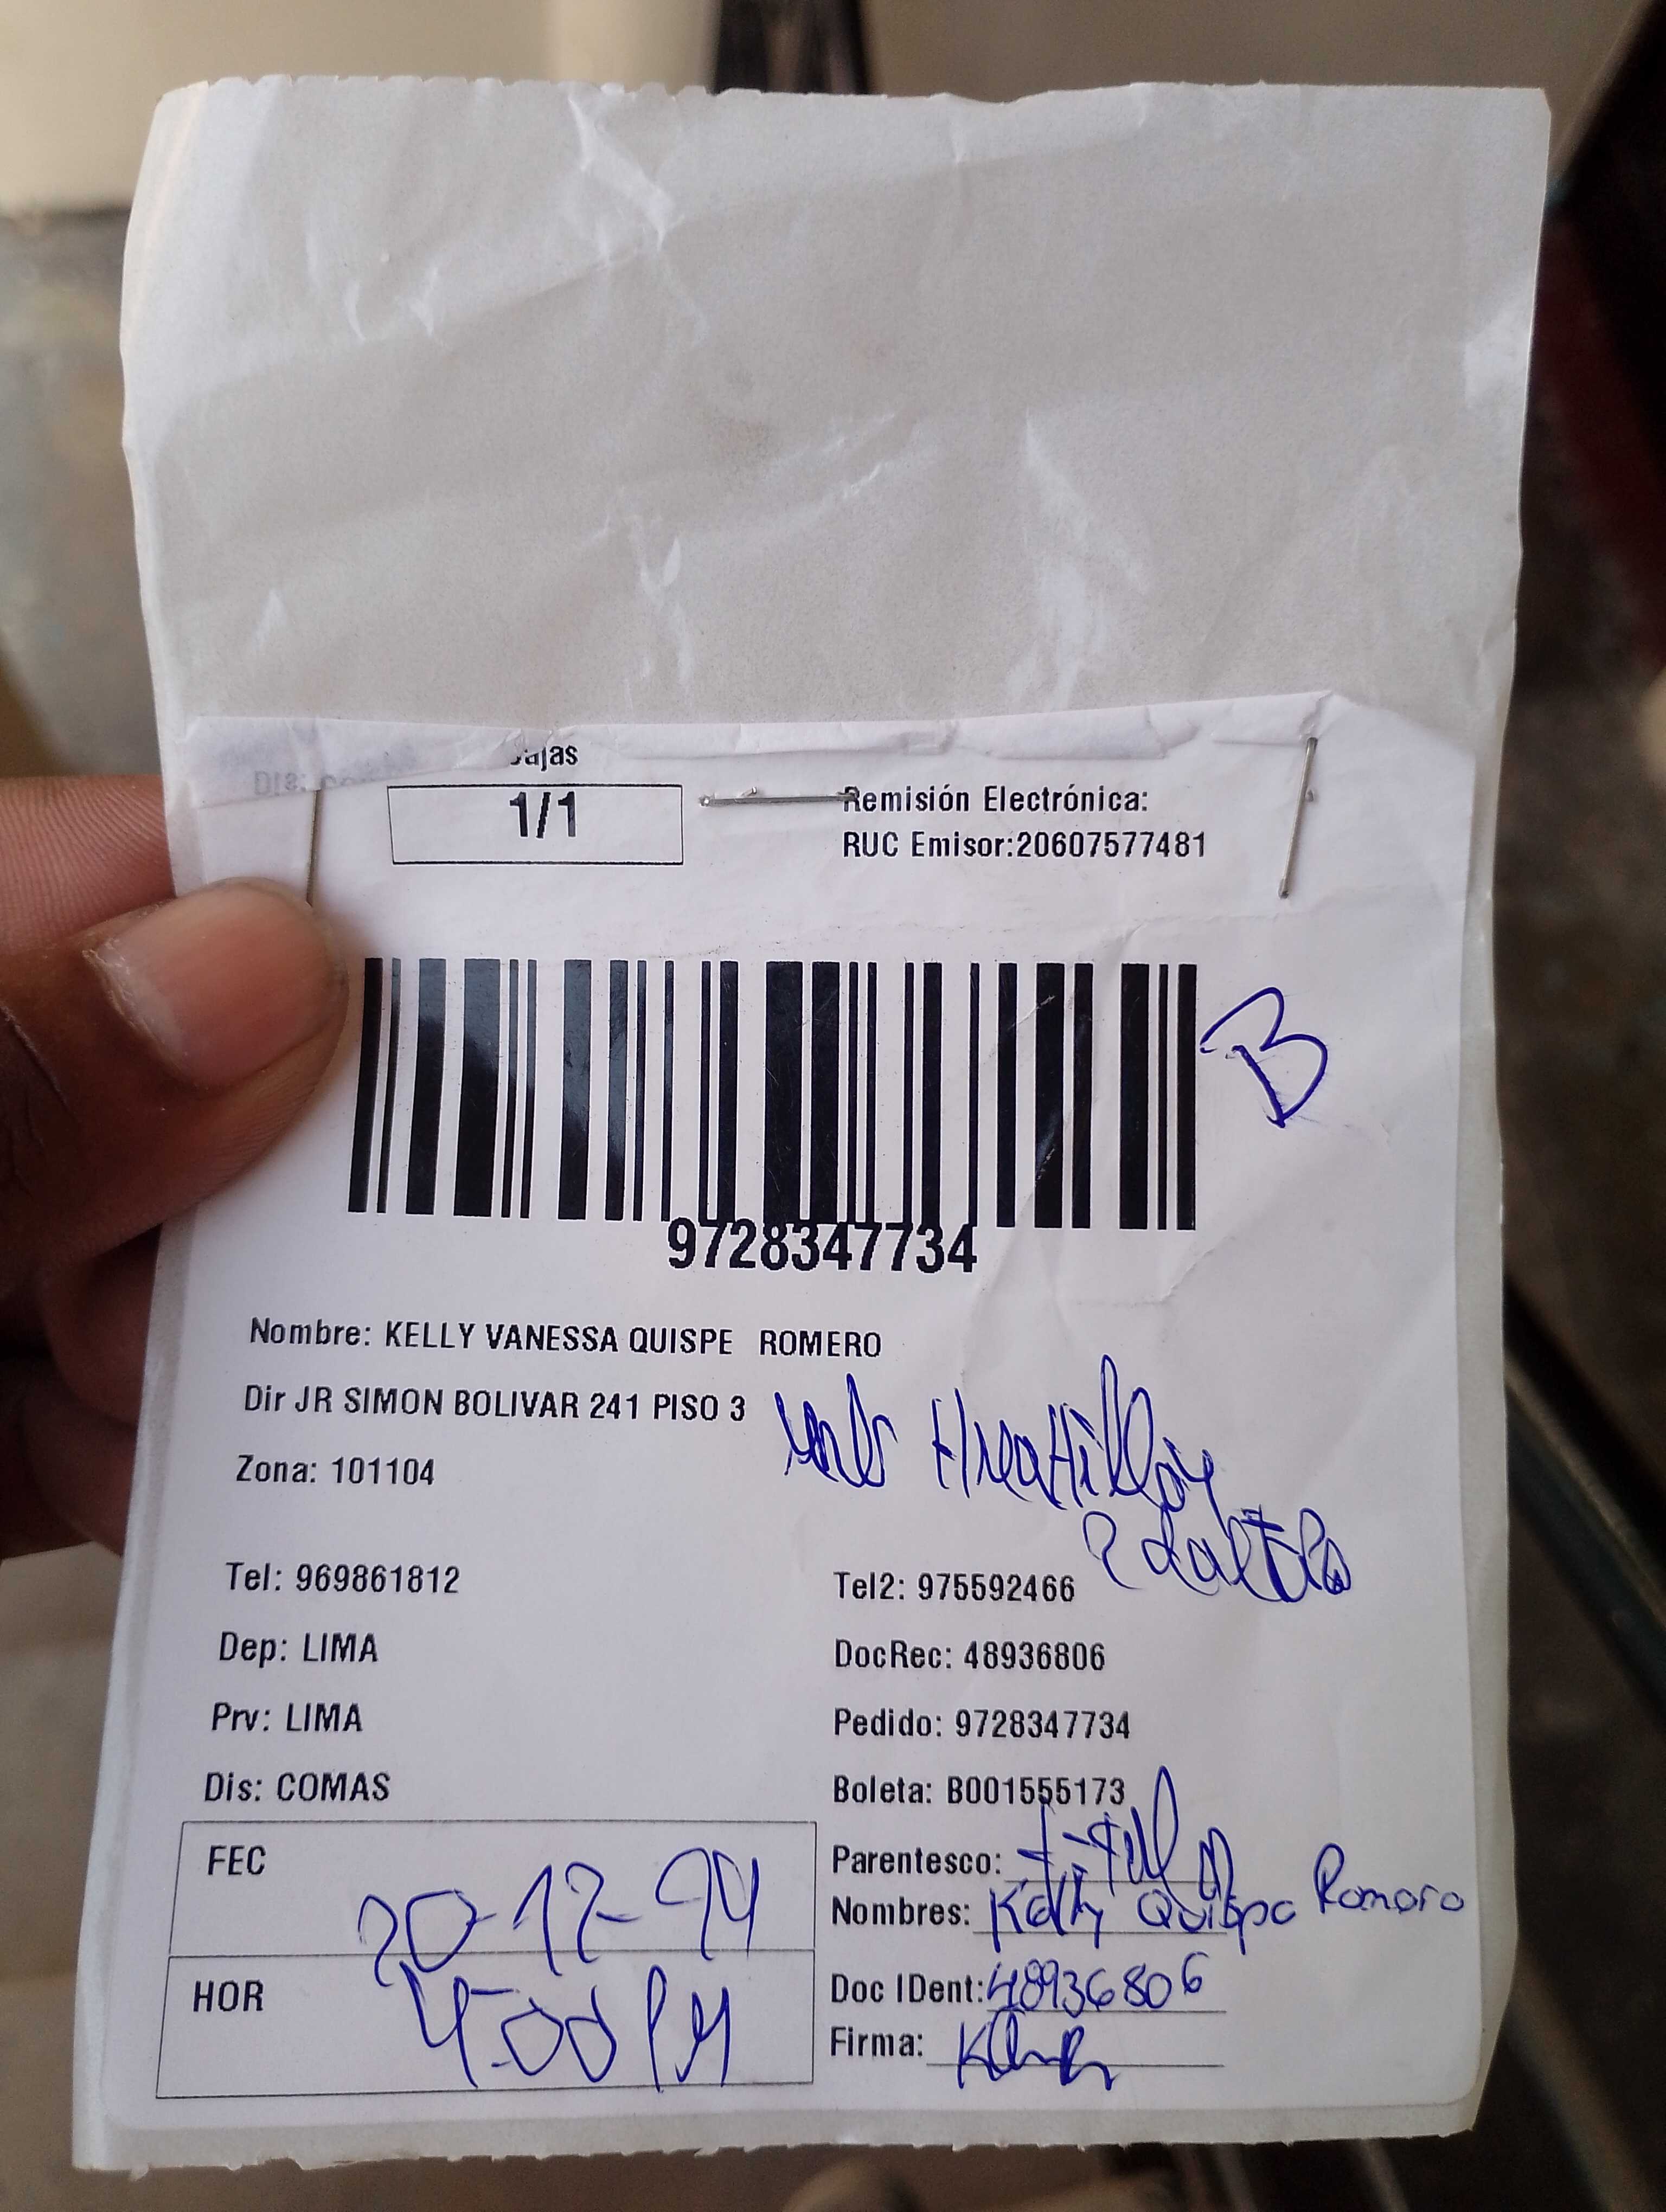 1/1
Remisión Electrónica:
RUC Emisor:20607577481
B
9728347734
Nombre: KELLY VANESSA QUISPE ROMERO
Dir JR SIMON BOLIVAR 241 PISO 3
Zona: 101104
Tel: 969861812
Tel2: 975592466
Dep: LIMA
DocRec: 48936806
Prv: LIMA
Pedido: 9728347734
Dis: COMAS
Boleta: B001555173
FEC
20-12-
Parentesco:
Nombres: Kelly Quispe Romero
HOR
4:00 PM
Doc IDent: 48936806
Firma: